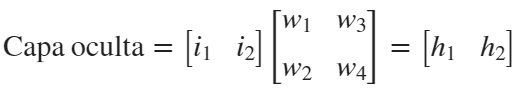 Capa oculta = [i₁ i₂] [w₁ w₃ w₂ w₄] = [h₁ h₂]